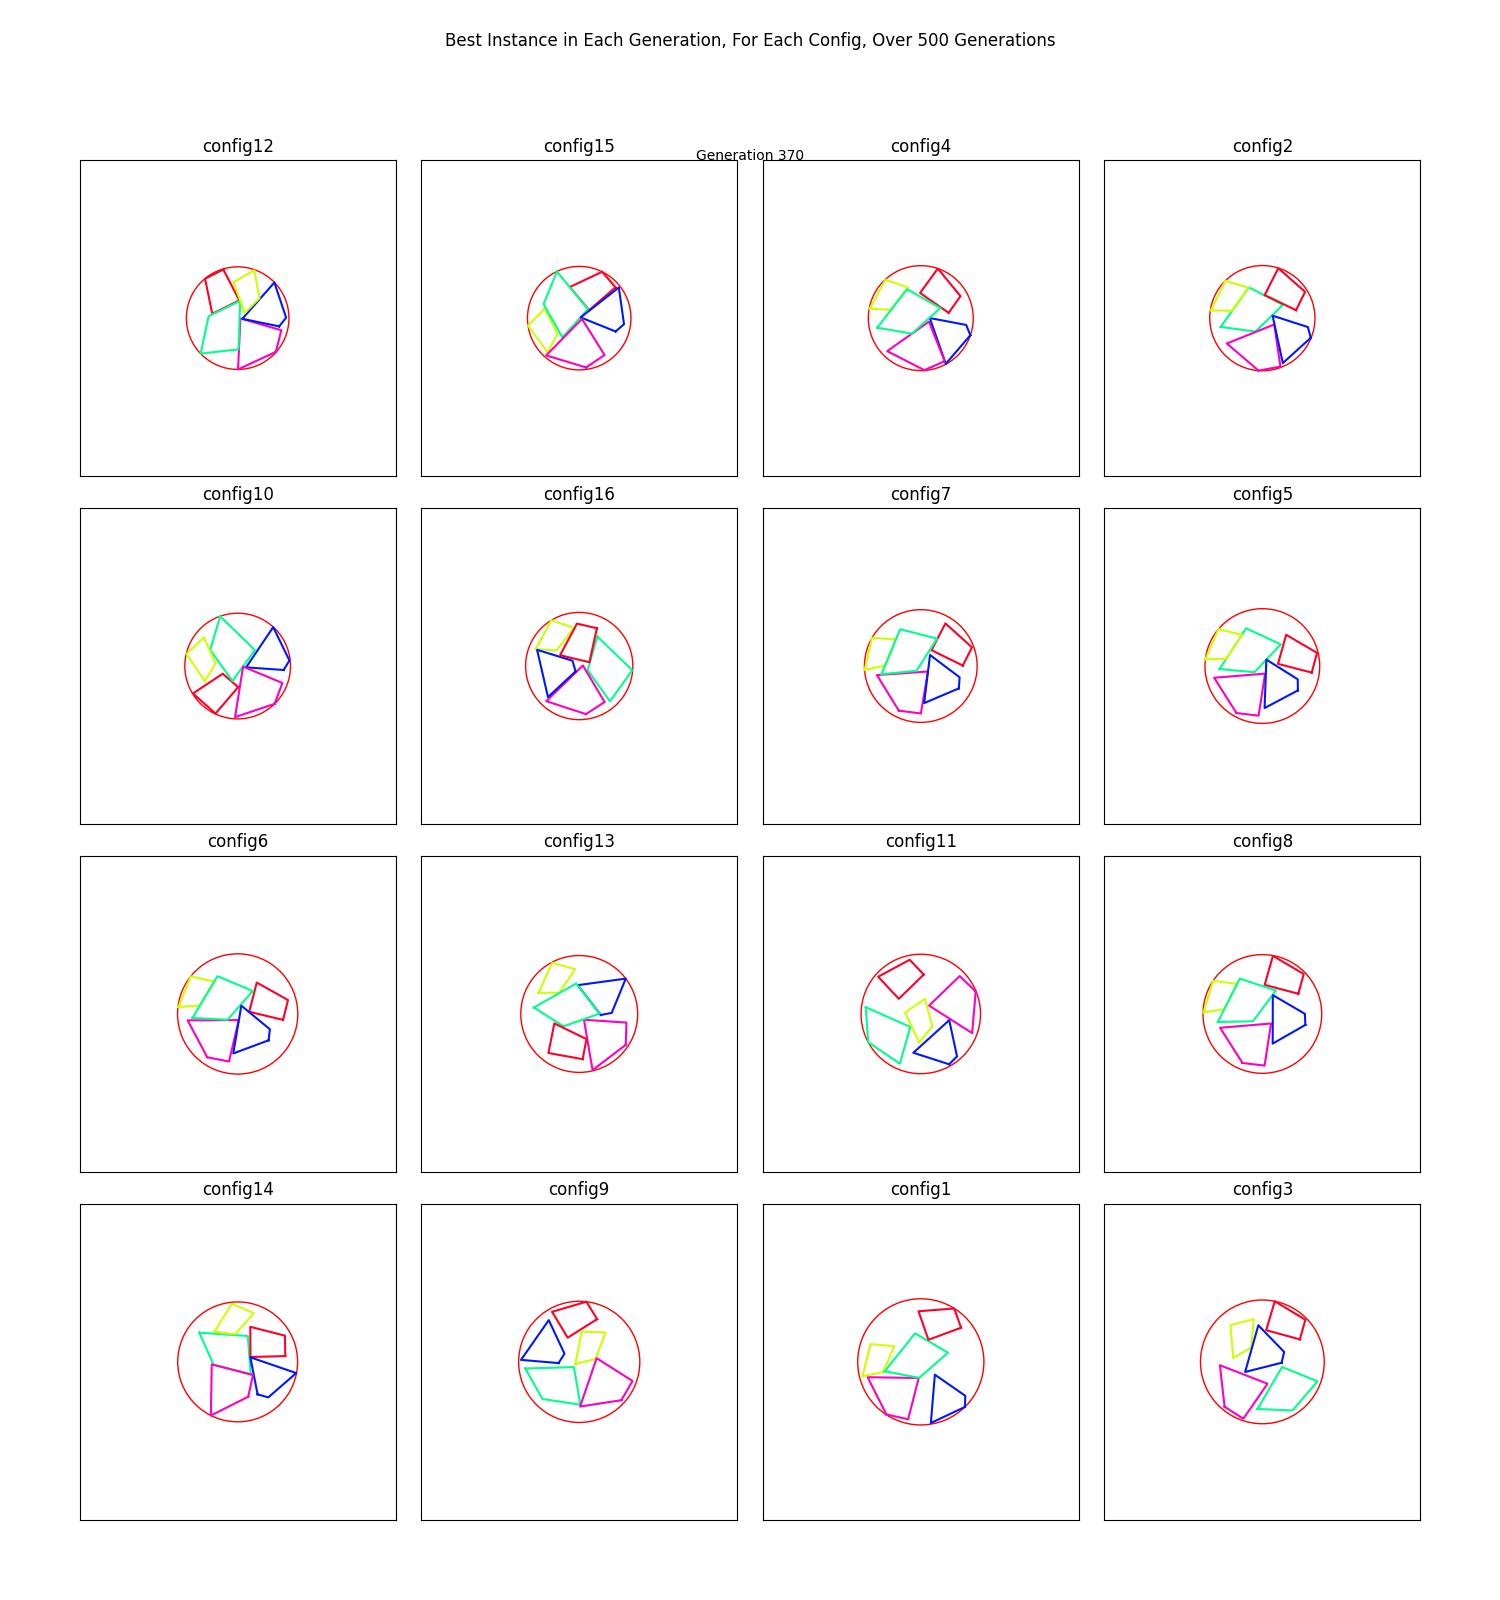 Best Instance in Each Generation, For Each Config, Over 500 Generations
Generation 370
config12
config15
config4
config2
config10
config16
config7
config5
config6
config13
config11
config8
config14
config9
config1
config3